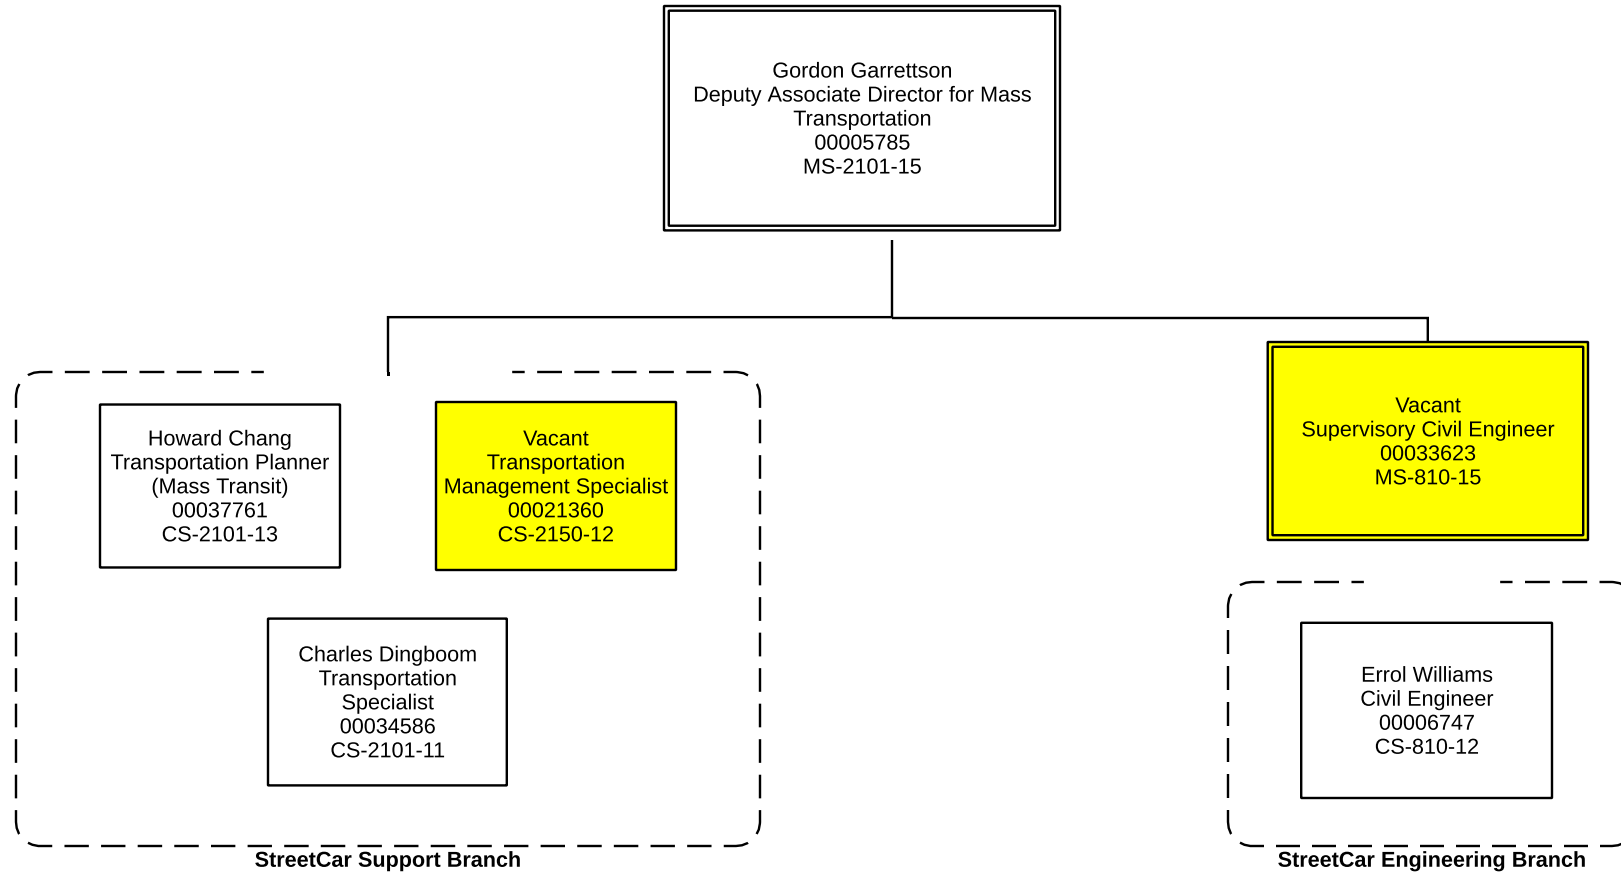 Gordon Garrettson
Deputy Associate Director for Mass
Transportation
00005785
MS-2101-15
Howard Chang
Transportation Planner
(Mass Transit)
00037761
CS-2101-13
Vacant
Transportation
Management Specialist
00021360
CS-2150-12
Charles Dingboom
Transportation
Specialist
00034586
CS-2101-11
StreetCar Support Branch
Vacant
Supervisory Civil Engineer
00033623
MS-810-15
Errol Williams
Civil Engineer
00006747
CS-810-12
StreetCar Engineering Branch